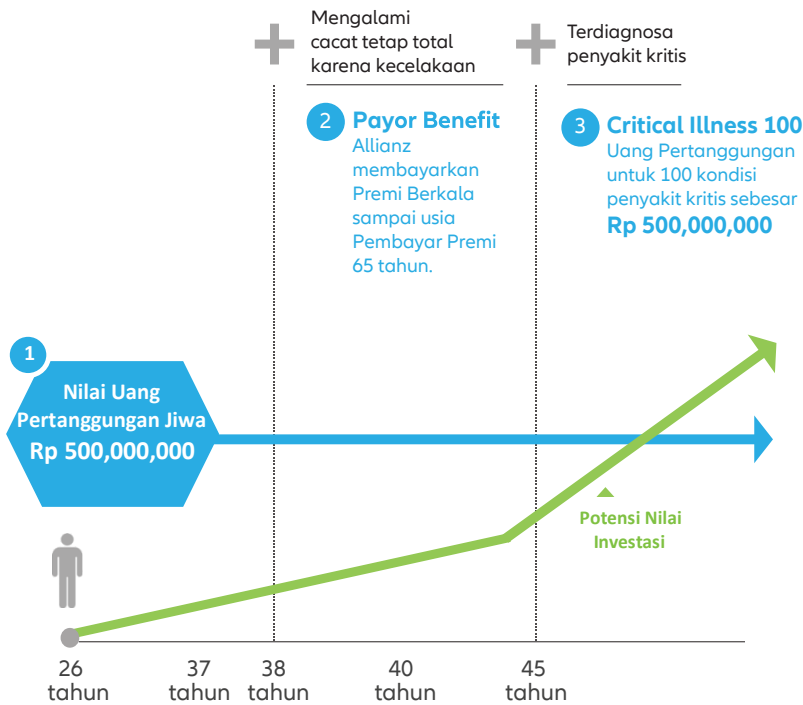 Mengalami
cacat tetap total
karena kecelakaan
Terdiagnosa
penyakit kritis
2 Payor Benefit
Allianz
membayarkan
Premi Berkala
sampai usia
Pembayar Premi
65 tahun.
3 Critical Illness 100
Uang Pertanggungan
untuk 100 kondisi
penyakit kritis sebesar
Rp 500,000,000
1
Nilai Uang
Pertanggungan Jiwa
Rp 500,000,000
Potensi Nilai
Investasi
26 37 38 40 45
tahun tahun tahun tahun tahun